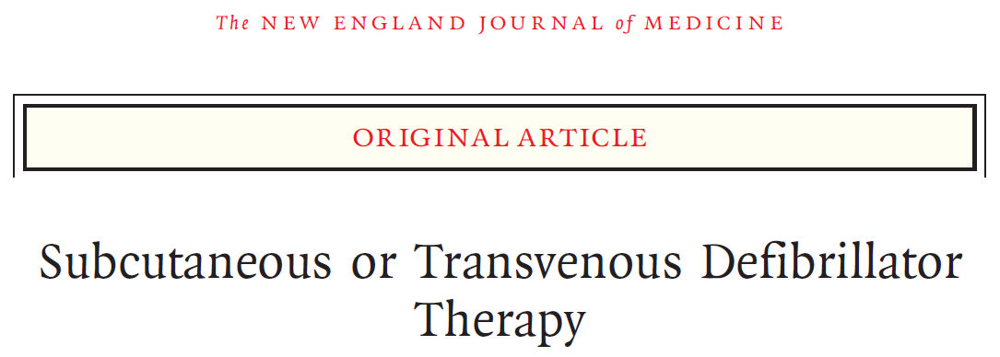 The NEW ENGLAND JOURNAL of MEDICINE
ORIGINAL ARTICLE
Subcutaneous or Transvenous Defibrillator
Therapy